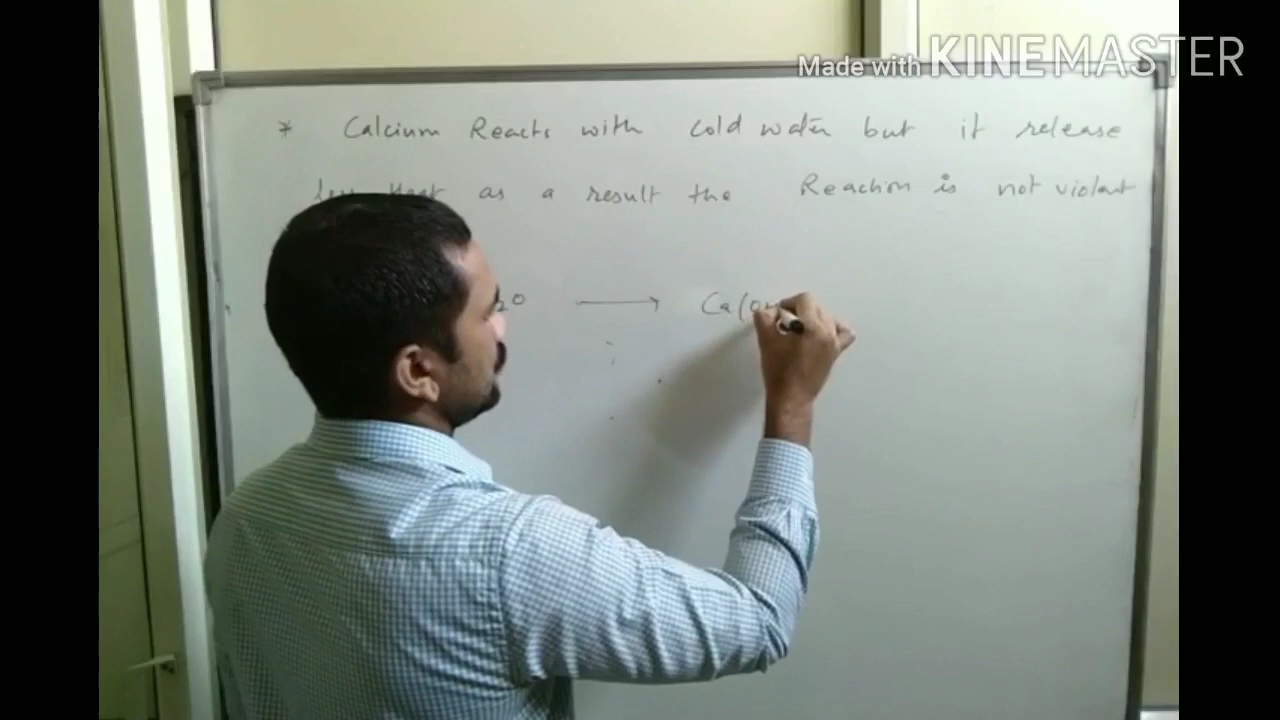 Made with KINEMASTER
* Calcium Reacts with cold water but it release
as a result the Reaction is not violent
2O ⟶ Ca(OH